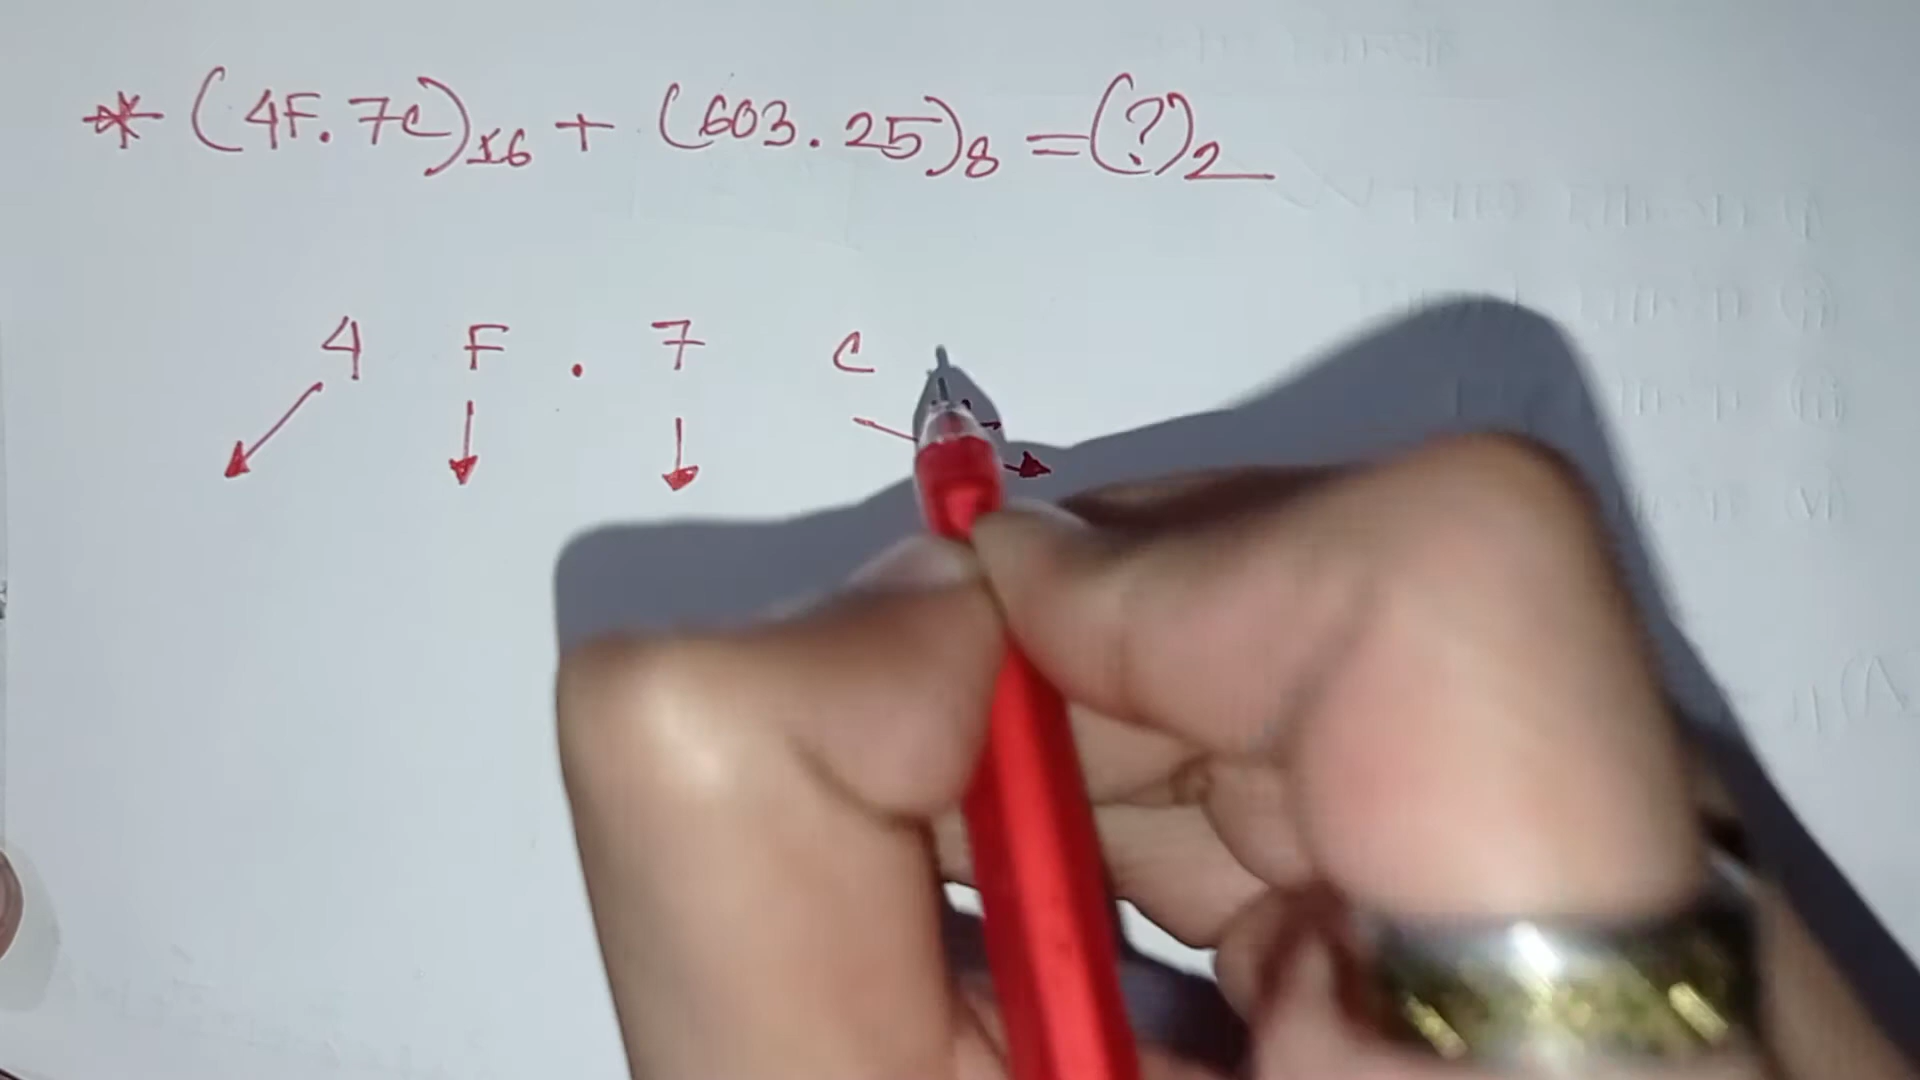 * (4F.7C)₁₆ + (603.25)₈ = (?)₂
4 F . 7 C